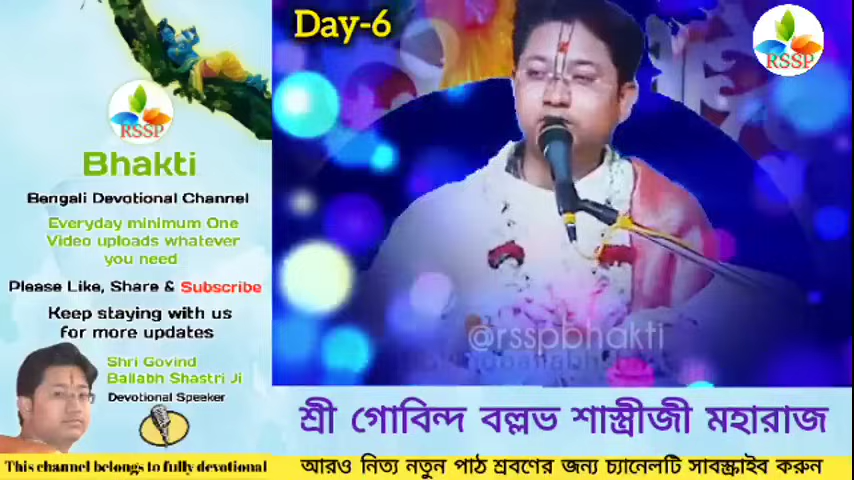 Day-6
RSSP
RSSP
Bhakti
Bengali Devotional Channel
Everyday minimum One
Video uploads whatever
you need
Please Like, Share & Subscribe
Keep staying with us
for more updates
Shri Govind
Ballabh Shastri Ji
Devotional Speaker
This channel belongs to fully devotional
@rsspbhakti
শ্রী গোবিন্দ বল্লভ শাস্ত্রীজী মহারাজ
আরও নিত্য নতুন পাঠ শ্রবণের জন্য চ্যানেলটি সাবস্ক্রাইব করুন